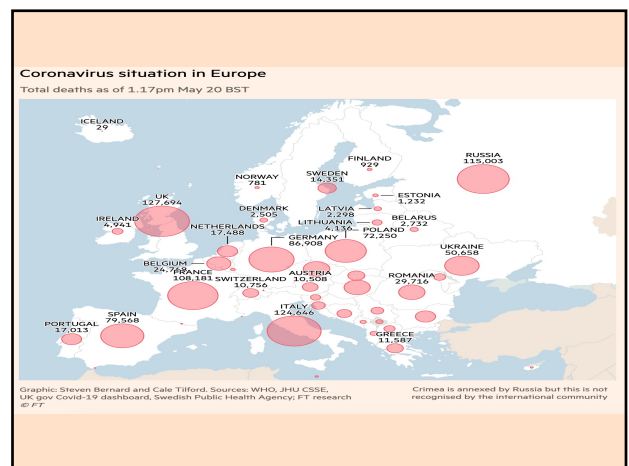 Coronavirus situation in Europe
Total deaths as of 1.17pm May 20 BST
ICELAND
29
FINLAND
929
RUSSIA
115,003
NORWAY
781
SWEDEN
14,351
UK
127,694
ESTONIA
1,232
DENMARK
2,505
LATVIA
2,298
LITHUANIA
4,136
BELARUS
2,732
IRELAND
4,941
NETHERLANDS
17,488
POLAND
72,250
GERMANY
86,908
UKRAINE
50,658
BELGIUM
FRANCE
108,181
SWITZERLAND
10,756
AUSTRIA
10,508
ROMANIA
29,716
ITALY
124,646
SPAIN
79,568
PORTUGAL
17,013
GREECE
11,587
Graphic: Steven Bernard and Cale Tilford. Sources: WHO, JHU CSSE,
UK gov Covid-19 dashboard, Swedish Public Health Agency; FT research
© FT
Crimea is annexed by Russia but this is not
recognised by the international community